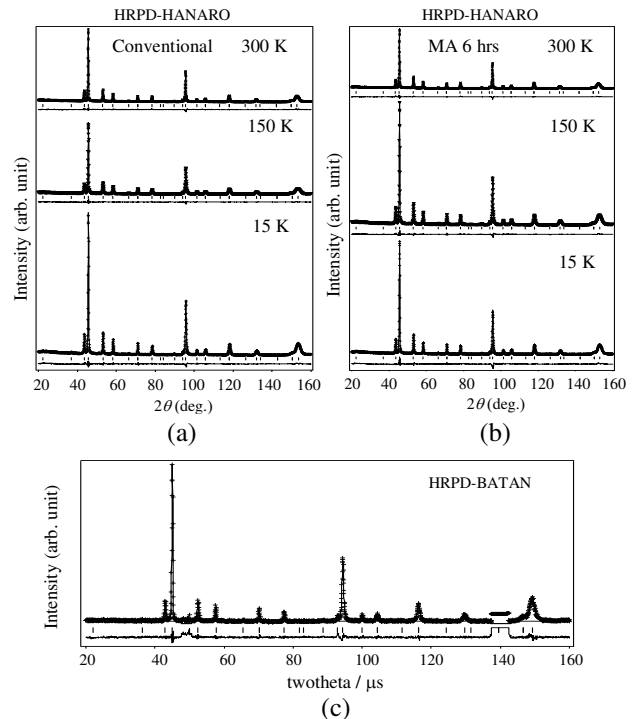 HRPD-HANARO
Conventional 300 K
150 K
15 K
Intensity (arb. unit)
20 40 60 80 100 120 140 160
2θ (deg.)
(a)
HRPD-HANARO
MA 6 hrs 300 K
150 K
15 K
Intensity (arb. unit)
20 40 60 80 100 120 140 160
2θ (deg.)
(b)
HRPD-BATAN
Intensity (arb. unit)
20 40 60 80 100 120 140 160
twotheta / μs
(c)